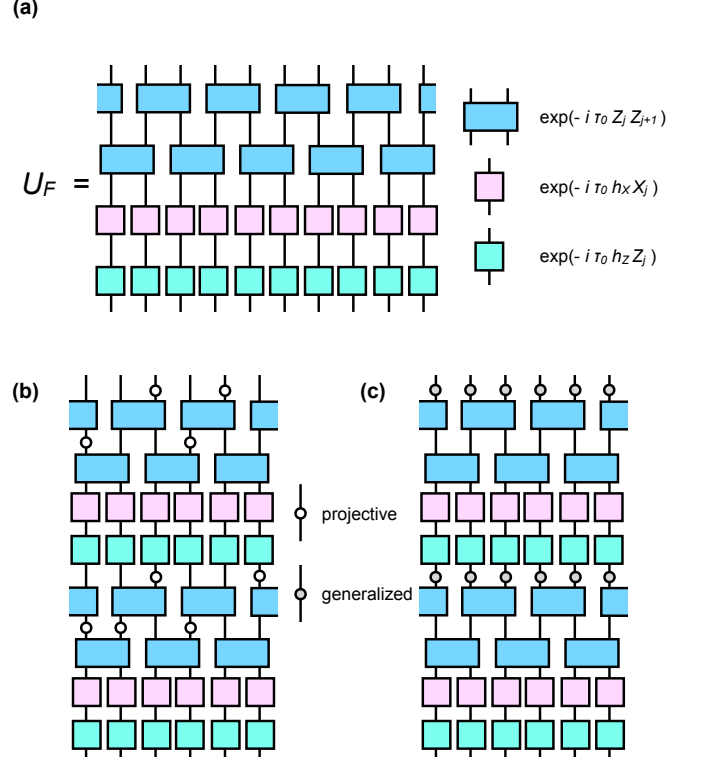 (a)
U_F =
exp(- i τ₀ Z_j Z_{j+1} )
exp(- i τ₀ h_X X_j )
exp(- i τ₀ h_Z Z_j )
(b)
(c)
projective
generalized